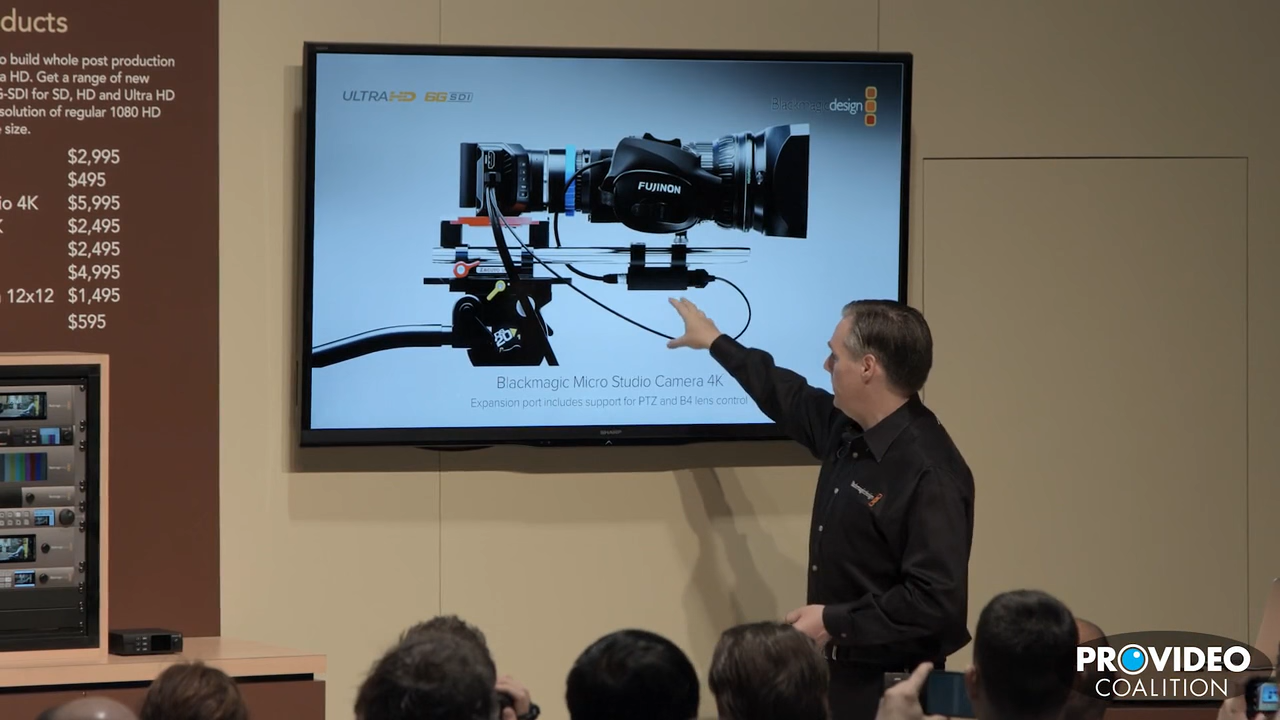 ducts
o build whole post production
a HD. Get a range of new
G-SDI for SD, HD and Ultra HD
solution of regular 1080 HD
size.
$2,995
$495
io 4K $5,995
K $2,495
$2,495
$4,995
12x12 $1,495
$595
ULTRAHD 6G SDI
Blackmagicdesign
FUJINON
Blackmagic Micro Studio Camera 4K
Expansion port includes support for PTZ and B4 lens control
SHARP
Blackmagicdesign
PROVIDEO
COALITION